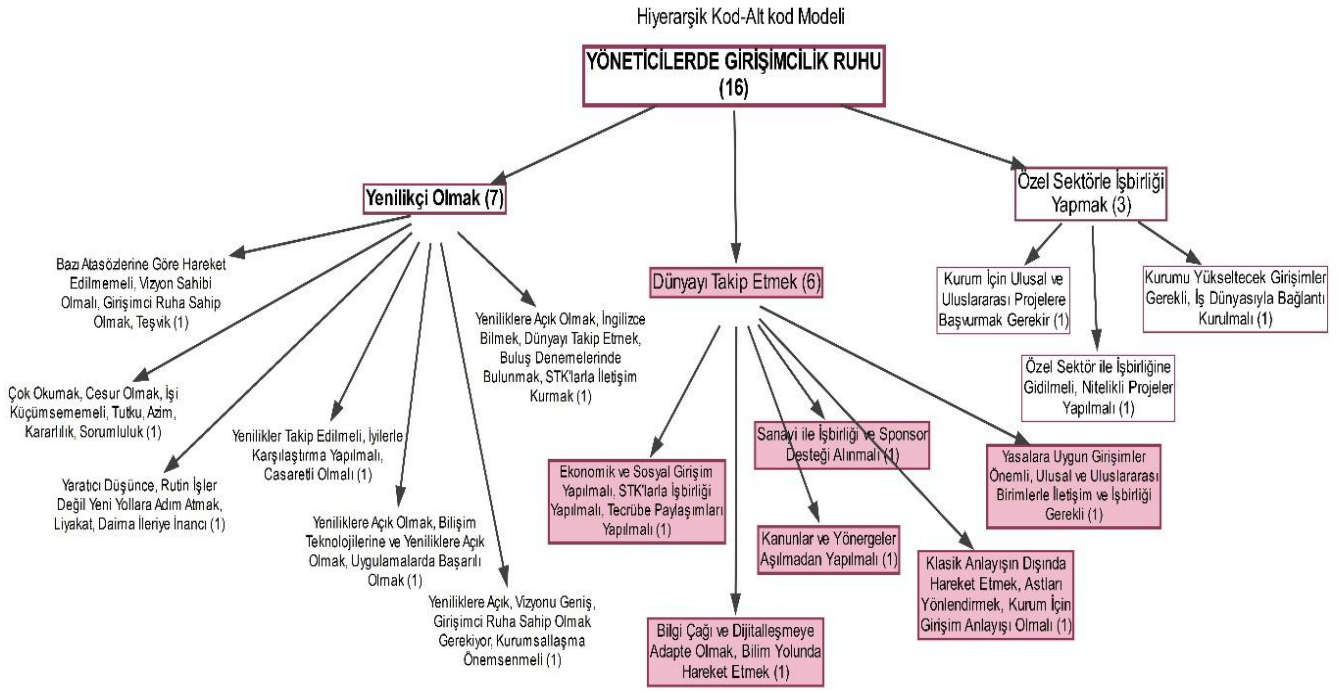 Hiyerarşik Kod-Alt kod Modeli
YÖNETİCİLERDE GİRİŞİMCİLİK RUHU
(16)
Yenilikçi Olmak (7)
Bazı Atasözlerine Göre Hareket
Edilmemeli, Vizyon Sahibi
Olmalı, Girişimci Ruha Sahip
Olmak, Teşvik (1)
Çok Okumak, Cesur Olmak, İşi
Küçümsememeli, Tutku, Azim,
Kararlılık, Sorumluluk (1)
Yaratıcı Düşünce, Rutin İşler
Değil Yeni Yollara Adım Atmak,
Liyakat, Daima İleriye İnancı (1)
Yenilikler Takip Edilmeli, İyilerle
Karşılaştırma Yapılmalı,
Casaretli Olmalı (1)
Yeniliklere Açık Olmak, Bilişim
Teknolojilerine ve Yeniliklere Açık
Olmak, Uygulamalarda Başarılı
Olmak (1)
Yeniliklere Açık, Vizyonu Geniş,
Girişimci Ruha Sahip Olmak
Gerekiyor, Kurumsallaşma
Önemsenmeli (1)
Yeniliklere Açık Olmak, İngilizce
Bilmek, Dünyayı Takip Etmek,
Buluş Denemelerinde
Bulunmak, STK'larla İletişim
Kurmak (1)
Dünyayı Takip Etmek (6)
Ekonomik ve Sosyal Girişim
Yapılmalı, STK'larla İşbirliği
Yapılmalı, Tecrübe Paylaşımları
Yapılmalı (1)
Bilgi Çağı ve Dijitalleşmeye
Adapte Olmak, Bilim Yolunda
Hareket Etmek (1)
Kanunlar ve Yönergeler
Aşılmadan Yapılmalı (1)
Sanayi ile İşbirliği ve Sponsor
Desteği Alınmalı (1)
Klasik Anlayışın Dışında
Hareket Etmek, Astları
Yönlendirmek, Kurum İçin
Girişim Anlayışı Olmalı (1)
Yasalara Uygun Girişimler
Önemli, Ulusal ve Uluslararası
Birimlerle İletişim ve İşbirliği
Gerekli (1)
Özel Sektörle İşbirliği
Yapmak (3)
Kurum İçin Ulusal ve
Uluslararası Projelere
Başvurmak Gerekir (1)
Özel Sektör ile İşbirliğine
Gidilmeli, Nitelikli Projeler
Yapılmalı (1)
Kurumu Yükseltecek Girişimler
Gerekli, İş Dünyasıyla Bağlantı
Kurulmalı (1)